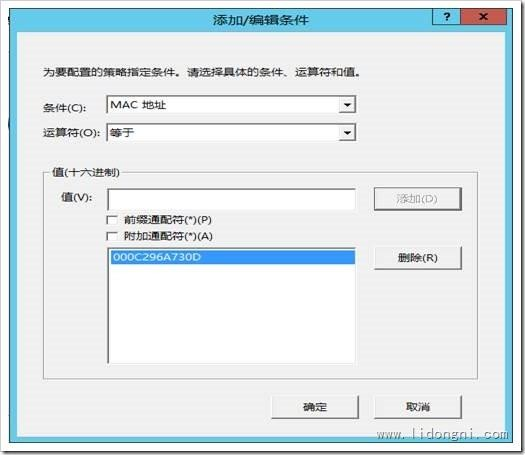 添加/编辑条件
?
x
为要配置的策略指定条件。请选择具体的条件、运算符和值。
条件(C):
MAC 地址
运算符(O):
等于
值(十六进制)
值(V):
添加(D)
前缀通配符(*)(P)
附加通配符(*)(A)
000C296A730D
删除(R)
确定
取消
www.lidongni.com